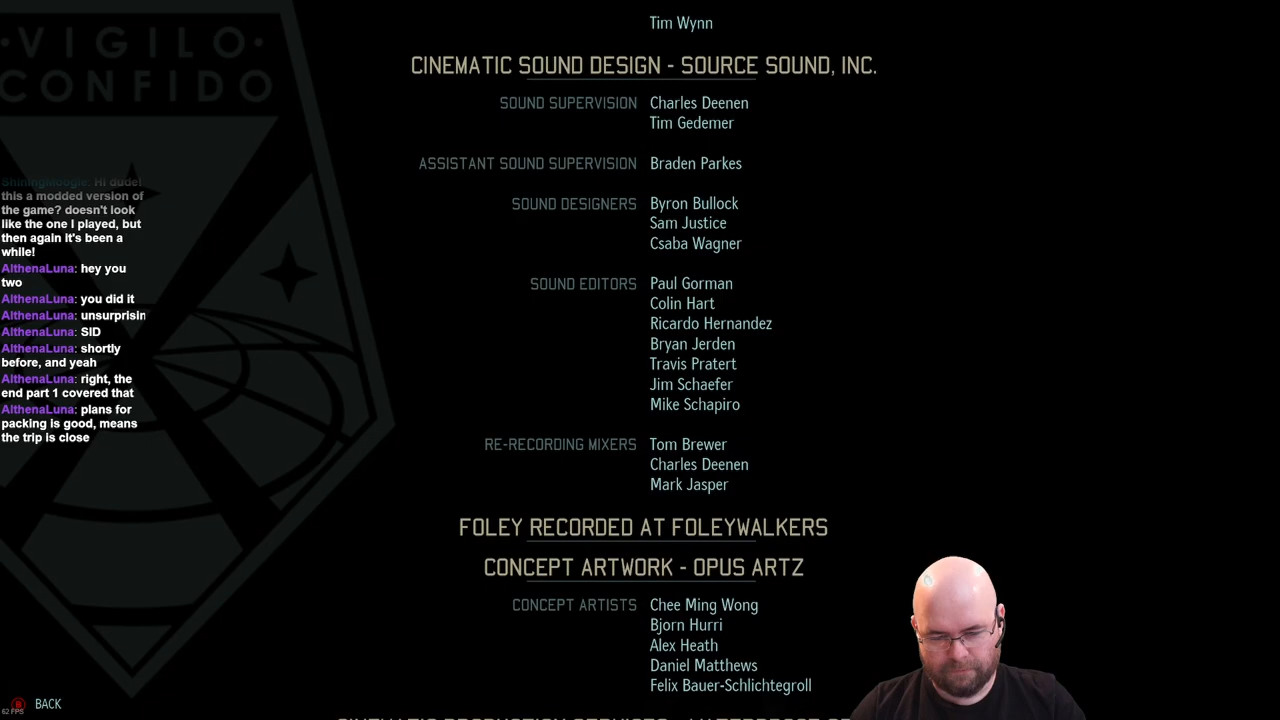 ·VIGILO·
CONFIDO
ShiningMoogle: Hi dude!
this a modded version of
the game? doesn't look
like the one I played, but
then again it's been a
while!
AlthenaLuna: hey you
two
AlthenaLuna: you did it
AlthenaLuna: unsurprisin
AlthenaLuna: SID
AlthenaLuna: shortly
before, and yeah
AlthenaLuna: right, the
end part 1 covered that
AlthenaLuna: plans for
packing is good, means
the trip is close
Tim Wynn
CINEMATIC SOUND DESIGN - SOURCE SOUND, INC.
SOUND SUPERVISION Charles Deenen
Tim Gedemer
ASSISTANT SOUND SUPERVISION Braden Parkes
SOUND DESIGNERS Byron Bullock
Sam Justice
Csaba Wagner
SOUND EDITORS Paul Gorman
Colin Hart
Ricardo Hernandez
Bryan Jerden
Travis Pratert
Jim Schaefer
Mike Schapiro
RE-RECORDING MIXERS Tom Brewer
Charles Deenen
Mark Jasper
FOLEY RECORDED AT FOLEYWALKERS
CONCEPT ARTWORK - OPUS ARTZ
CONCEPT ARTISTS Chee Ming Wong
Bjorn Hurri
Alex Heath
Daniel Matthews
Felix Bauer-Schlichtegroll
B BACK
62 FPS